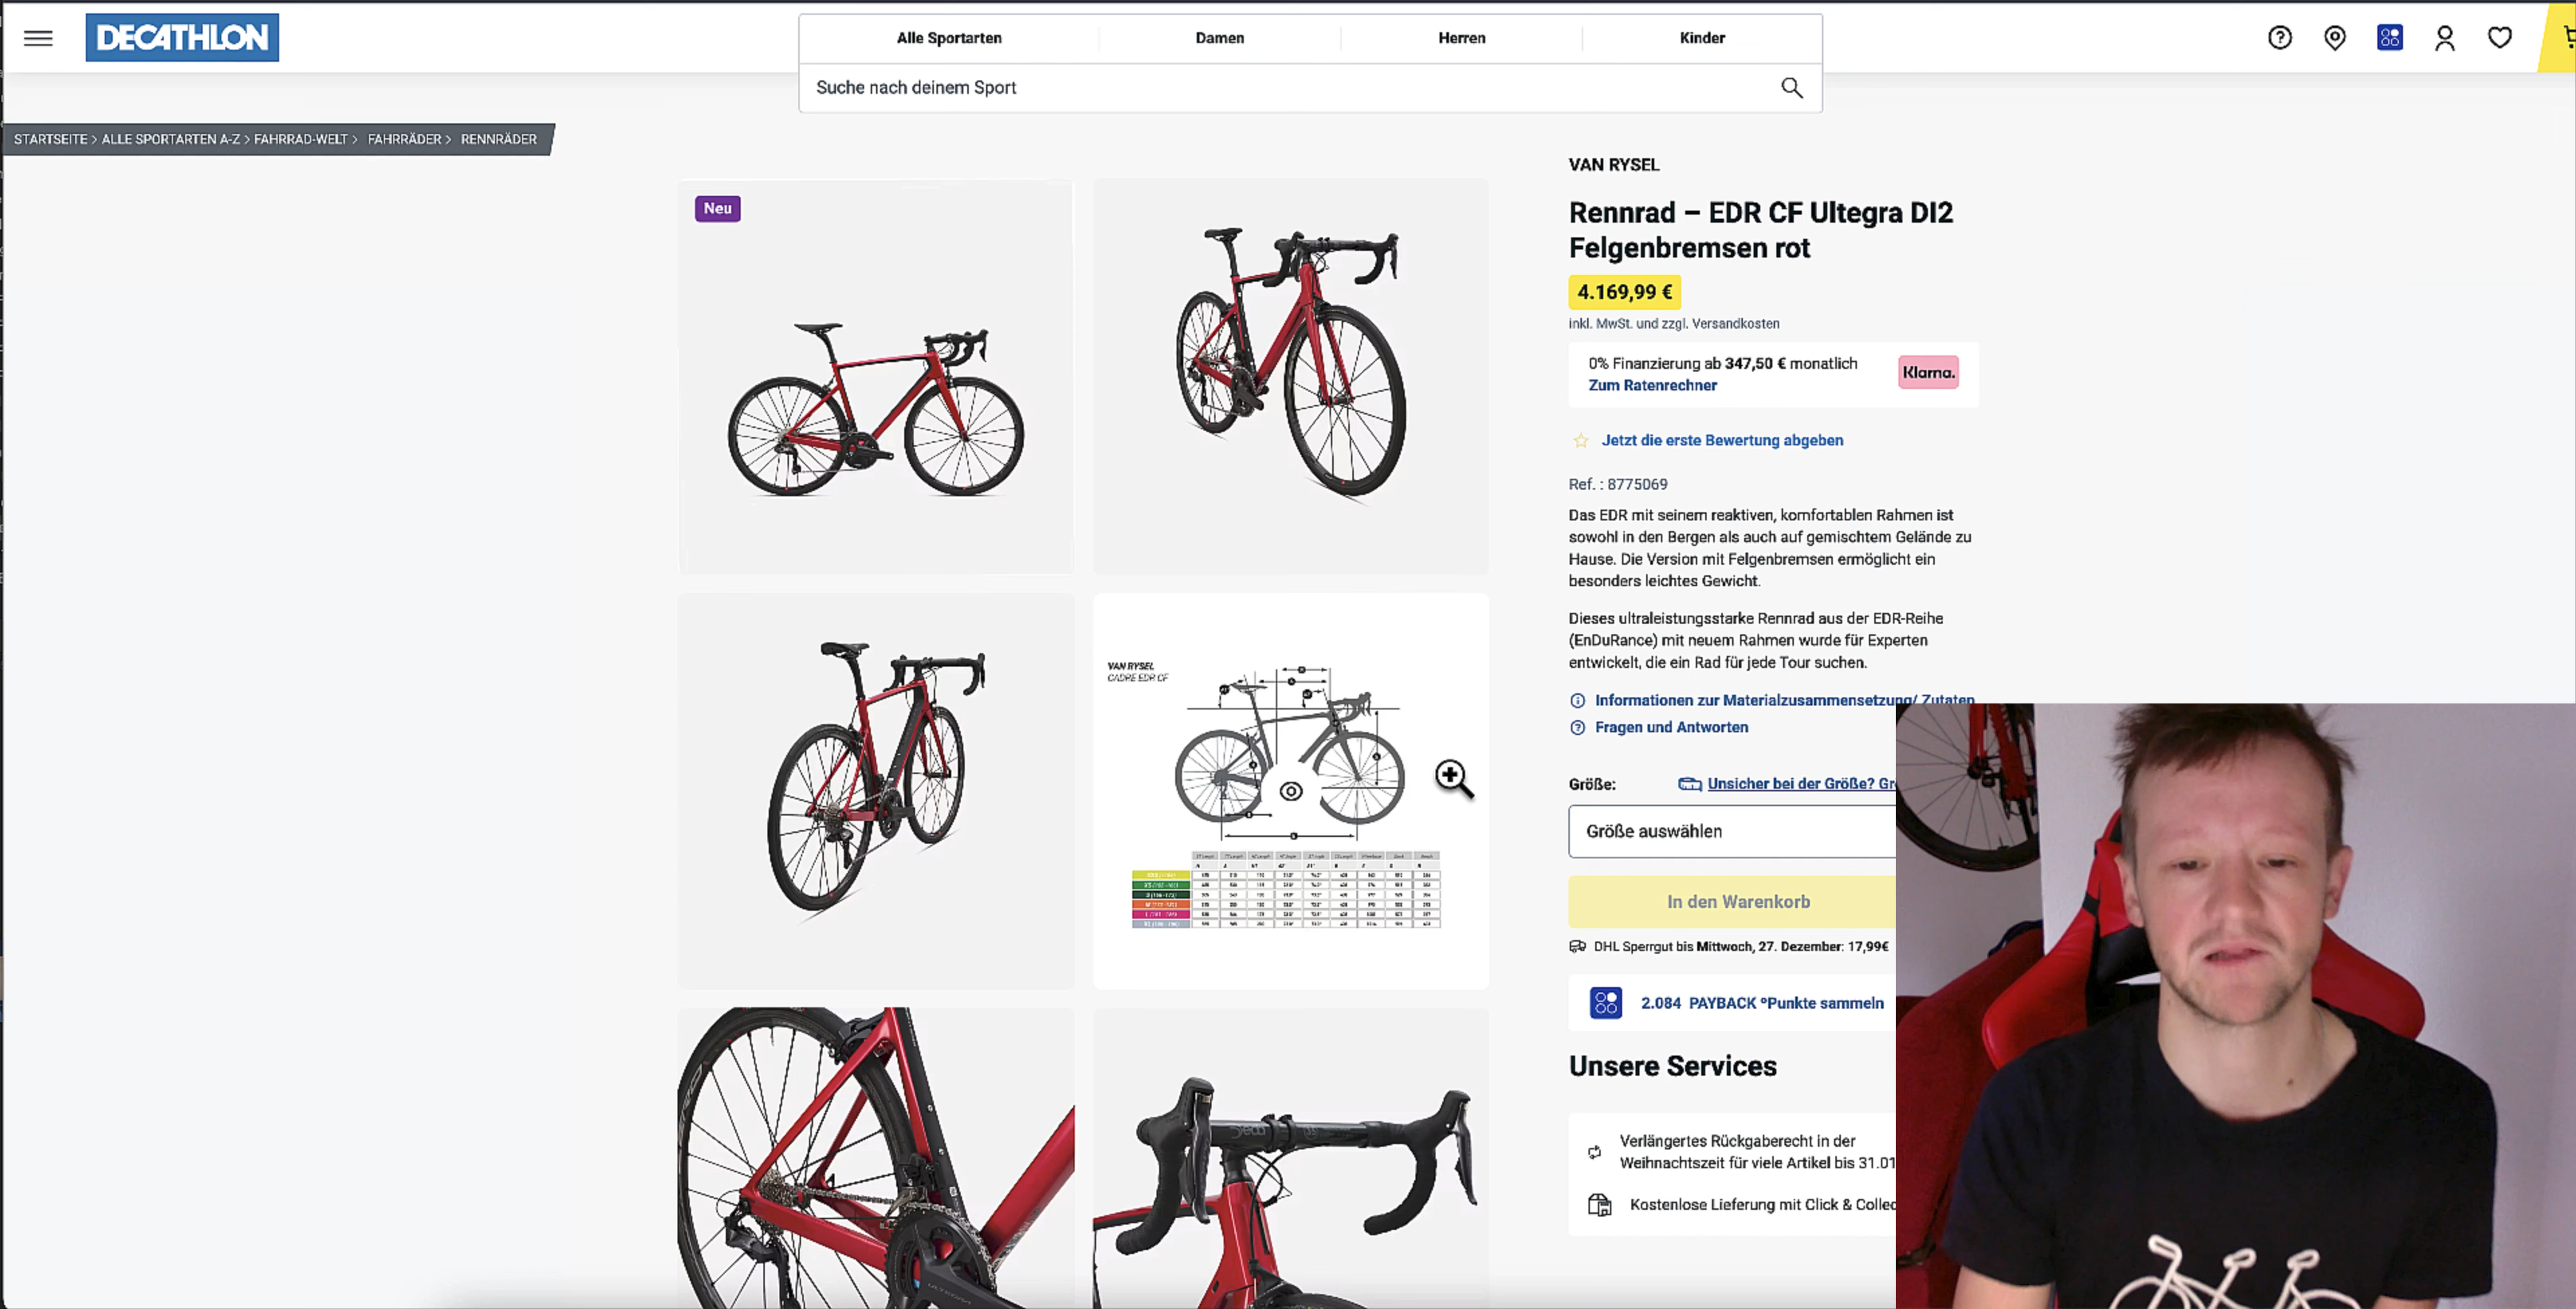 DECATHLON
Alle Sportarten
Damen
Herren
Kinder
Suche nach deinem Sport
STARTSEITE > ALLE SPORTARTEN A-Z > FAHRRAD-WELT > FAHRRÄDER > RENNRÄDER
Neu
VAN RYSEL
Rennrad – EDR CF Ultegra DI2
Felgenbremsen rot
4.169,99 €
inkl. MwSt. und zzgl. Versandkosten
0% Finanzierung ab 347,50 € monatlich
Zum Ratenrechner
Klarna.
Jetzt die erste Bewertung abgeben
Ref. : 8775069
Das EDR mit seinem reaktiven, komfortablen Rahmen ist
sowohl in den Bergen als auch auf gemischtem Gelände zu
Hause. Die Version mit Felgenbremsen ermöglicht ein
besonders leichtes Gewicht.
Dieses ultraleistungsstarke Rennrad aus der EDR-Reihe
(EnDuRance) mit neuem Rahmen wurde für Experten
entwickelt, die ein Rad für jede Tour suchen.
Informationen zur Materialzusammensetzung/ Zutaten
Fragen und Antworten
Größe:
Unsicher bei der Größe? Gr
Größe auswählen
In den Warenkorb
DHL Sperrgut bis Mittwoch, 27. Dezember: 17,99€
2.084 PAYBACK °Punkte sammeln
Unsere Services
Verlängertes Rückgaberecht in der
Weihnachtszeit für viele Artikel bis 31.01
Kostenlose Lieferung mit Click & Collec
VAN RYSEL
CADRE EDR CF